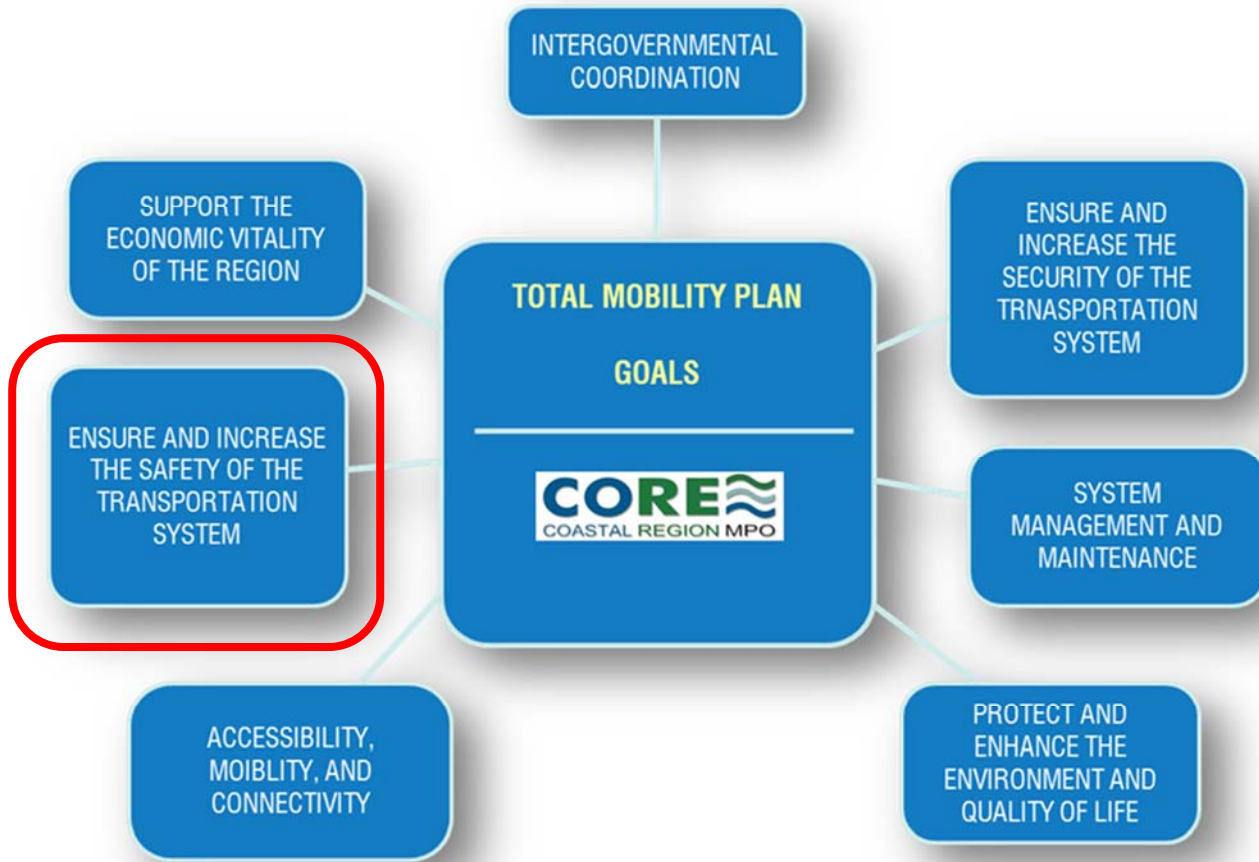 INTERGOVERNMENTAL
COORDINATION
SUPPORT THE
ECONOMIC VITALITY
OF THE REGION
ENSURE AND
INCREASE THE
SECURITY OF THE
TRNASPORTATION
SYSTEM
TOTAL MOBILITY PLAN
GOALS
CORE
COASTAL REGION MPO
ENSURE AND INCREASE
THE SAFETY OF THE
TRANSPORTATION
SYSTEM
SYSTEM
MANAGEMENT AND
MAINTENANCE
ACCESSIBILITY,
MOIBLITY, AND
CONNECTIVITY
PROTECT AND
ENHANCE THE
ENVIRONMENT AND
QUALITY OF LIFE